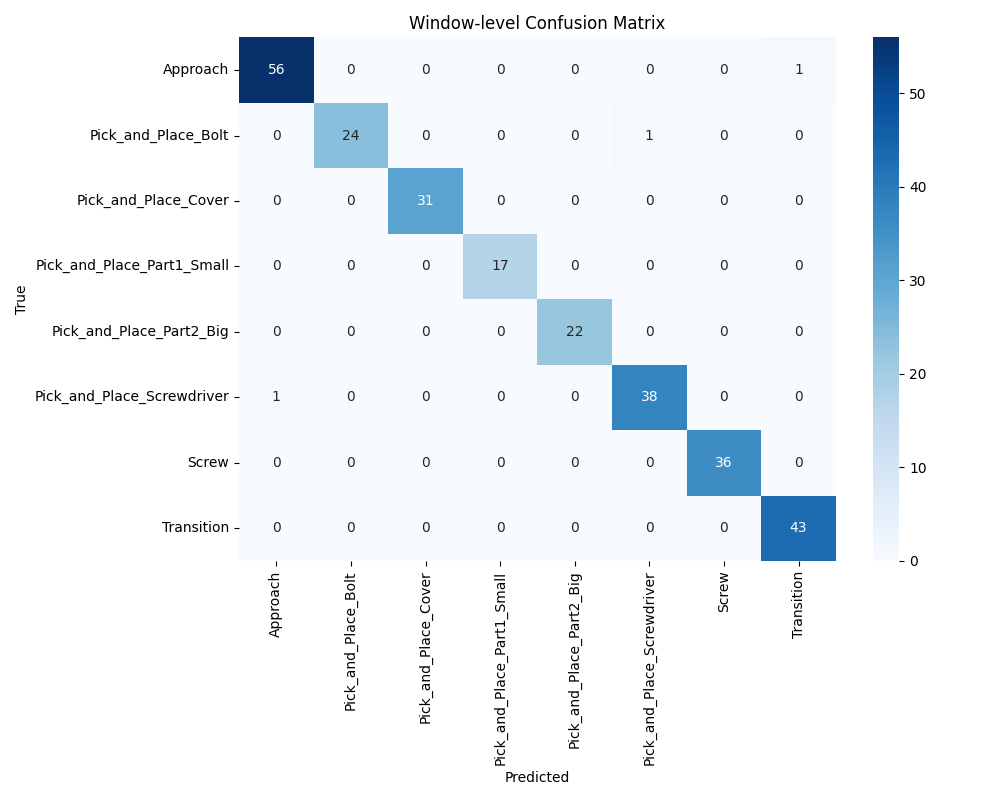 Window-level Confusion Matrix
True
Approach 56 0 0 0 0 0 0 1
Pick_and_Place_Bolt 0 24 0 0 0 1 0 0
Pick_and_Place_Cover 0 0 31 0 0 0 0 0
Pick_and_Place_Part1_Small 0 0 0 17 0 0 0 0
Pick_and_Place_Part2_Big 0 0 0 0 22 0 0 0
Pick_and_Place_Screwdriver 1 0 0 0 0 38 0 0
Screw 0 0 0 0 0 0 36 0
Transition 0 0 0 0 0 0 0 43
Approach
Pick_and_Place_Bolt
Pick_and_Place_Cover
Pick_and_Place_Part1_Small
Pick_and_Place_Part2_Big
Pick_and_Place_Screwdriver
Screw
Transition
Predicted
50
40
30
20
10
0